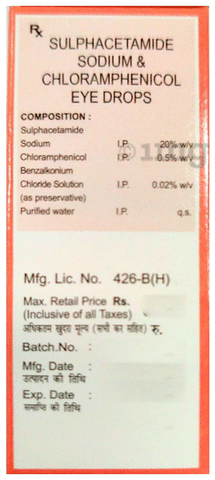 Rx
SULPHACETAMIDE
SODIUM &
CHLORAMPHENICOL
EYE DROPS
COMPOSITION :
Sulphacetamide
Sodium I.P. 20% w/v
Chloramphenicol I.P. 0.5% w/v
Benzalkonium
Chloride Solution I.P. 0.02% w/v
(as preservative)
Purified water I.P. q.s.
Mfg. Lic. No. 426-B(H)
Max. Retail Price Rs.
(Inclusive of all Taxes)
अधिकतम खुदरा मूल्य (सभी कर सहित) रु.
Batch.No. :
Mfg. Date :
उत्पादन की तिथि
Exp. Date :
समाप्ति की तिथि